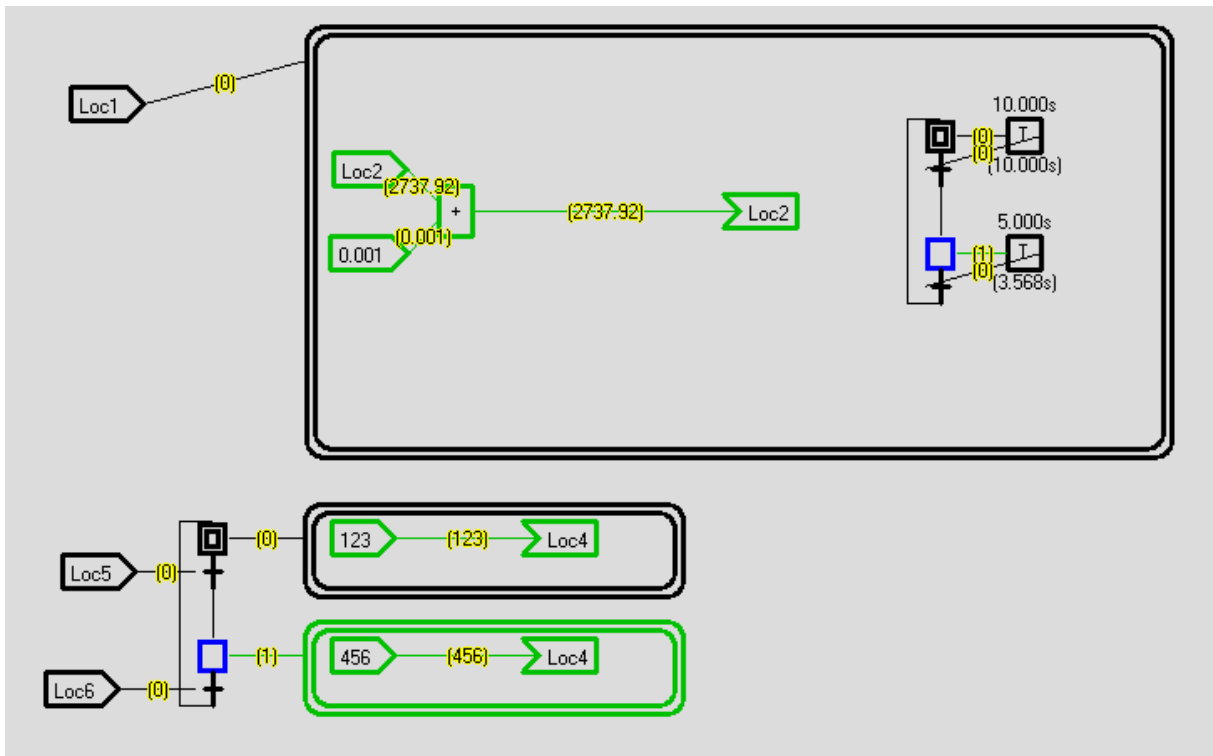 Loc1
(0)
10.000s
T
(0)
(0)
(10.000s)
Loc2
(2737.92)
+
(2737.92)
Loc2
0.001
(0.001)
5.000s
T
(1)
(0)
(3.568s)
(0)
123
(123)
Loc4
Loc5
(0)
(1)
456
(456)
Loc4
Loc6
(0)